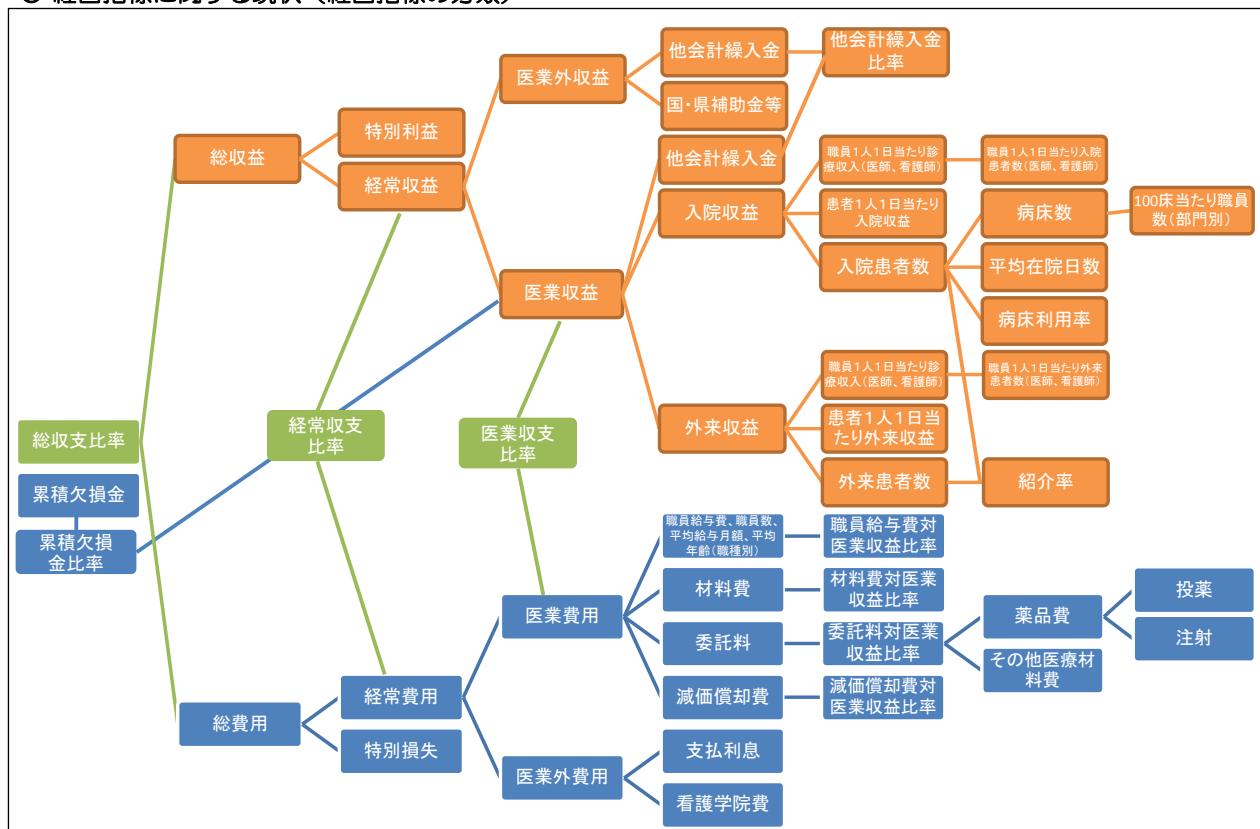 他会計繰入金
他会計繰入金
比率
医業外収益
国・県補助金等
特別利益
総収益
経常収益
他会計繰入金
職員1人1日当たり診
療収入(医師、看護師)
職員1人1日当たり入院
患者数(医師、看護師)
入院収益
患者1人1日当たり
入院収益
病床数
100床当たり職員
数(部門別)
入院患者数
平均在院日数
医業収益
病床利用率
職員1人1日当たり診
療収入(医師、看護師)
職員1人1日当たり外来
患者数(医師、看護師)
外来収益
患者1人1日当
たり外来収益
外来患者数
紹介率
総収支比率
経常収支
比率
医業収支
比率
累積欠損金
累積欠損
金比率
職員給与費、職員数、
平均給与月額、平均
年齢(職種別)
職員給与費対
医業収益比率
医業費用
材料費
材料費対医業
収益比率
薬品費
投薬
委託料
委託料対医業
収益比率
注射
その他医療材
料費
経常費用
減価償却費
減価償却費対
医業収益比率
総費用
特別損失
医業外費用
支払利息
看護学院費